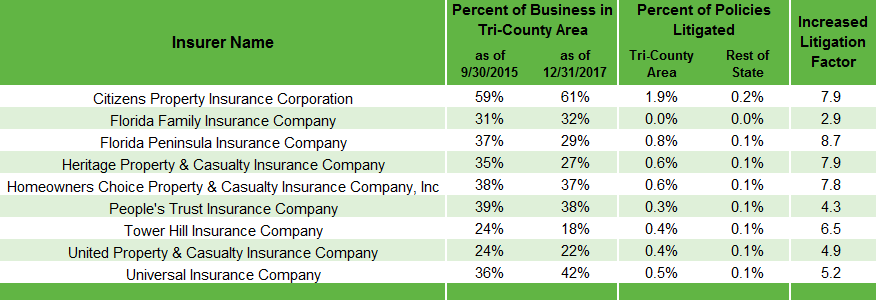 Insurer Name
Percent of Business in
Tri-County Area
Percent of Policies
Litigated
Increased
Litigation
Factor
as of
9/30/2015
as of
12/31/2017
Tri-County
Area
Rest of
State
Citizens Property Insurance Corporation 59% 61% 1.9% 0.2% 7.9
Florida Family Insurance Company 31% 32% 0.0% 0.0% 2.9
Florida Peninsula Insurance Company 37% 29% 0.8% 0.1% 8.7
Heritage Property & Casualty Insurance Company 35% 27% 0.6% 0.1% 7.9
Homeowners Choice Property & Casualty Insurance Company, Inc 38% 37% 0.6% 0.1% 7.8
People's Trust Insurance Company 39% 38% 0.3% 0.1% 4.3
Tower Hill Insurance Company 24% 18% 0.4% 0.1% 6.5
United Property & Casualty Insurance Company 24% 22% 0.4% 0.1% 4.9
Universal Insurance Company 36% 42% 0.5% 0.1% 5.2